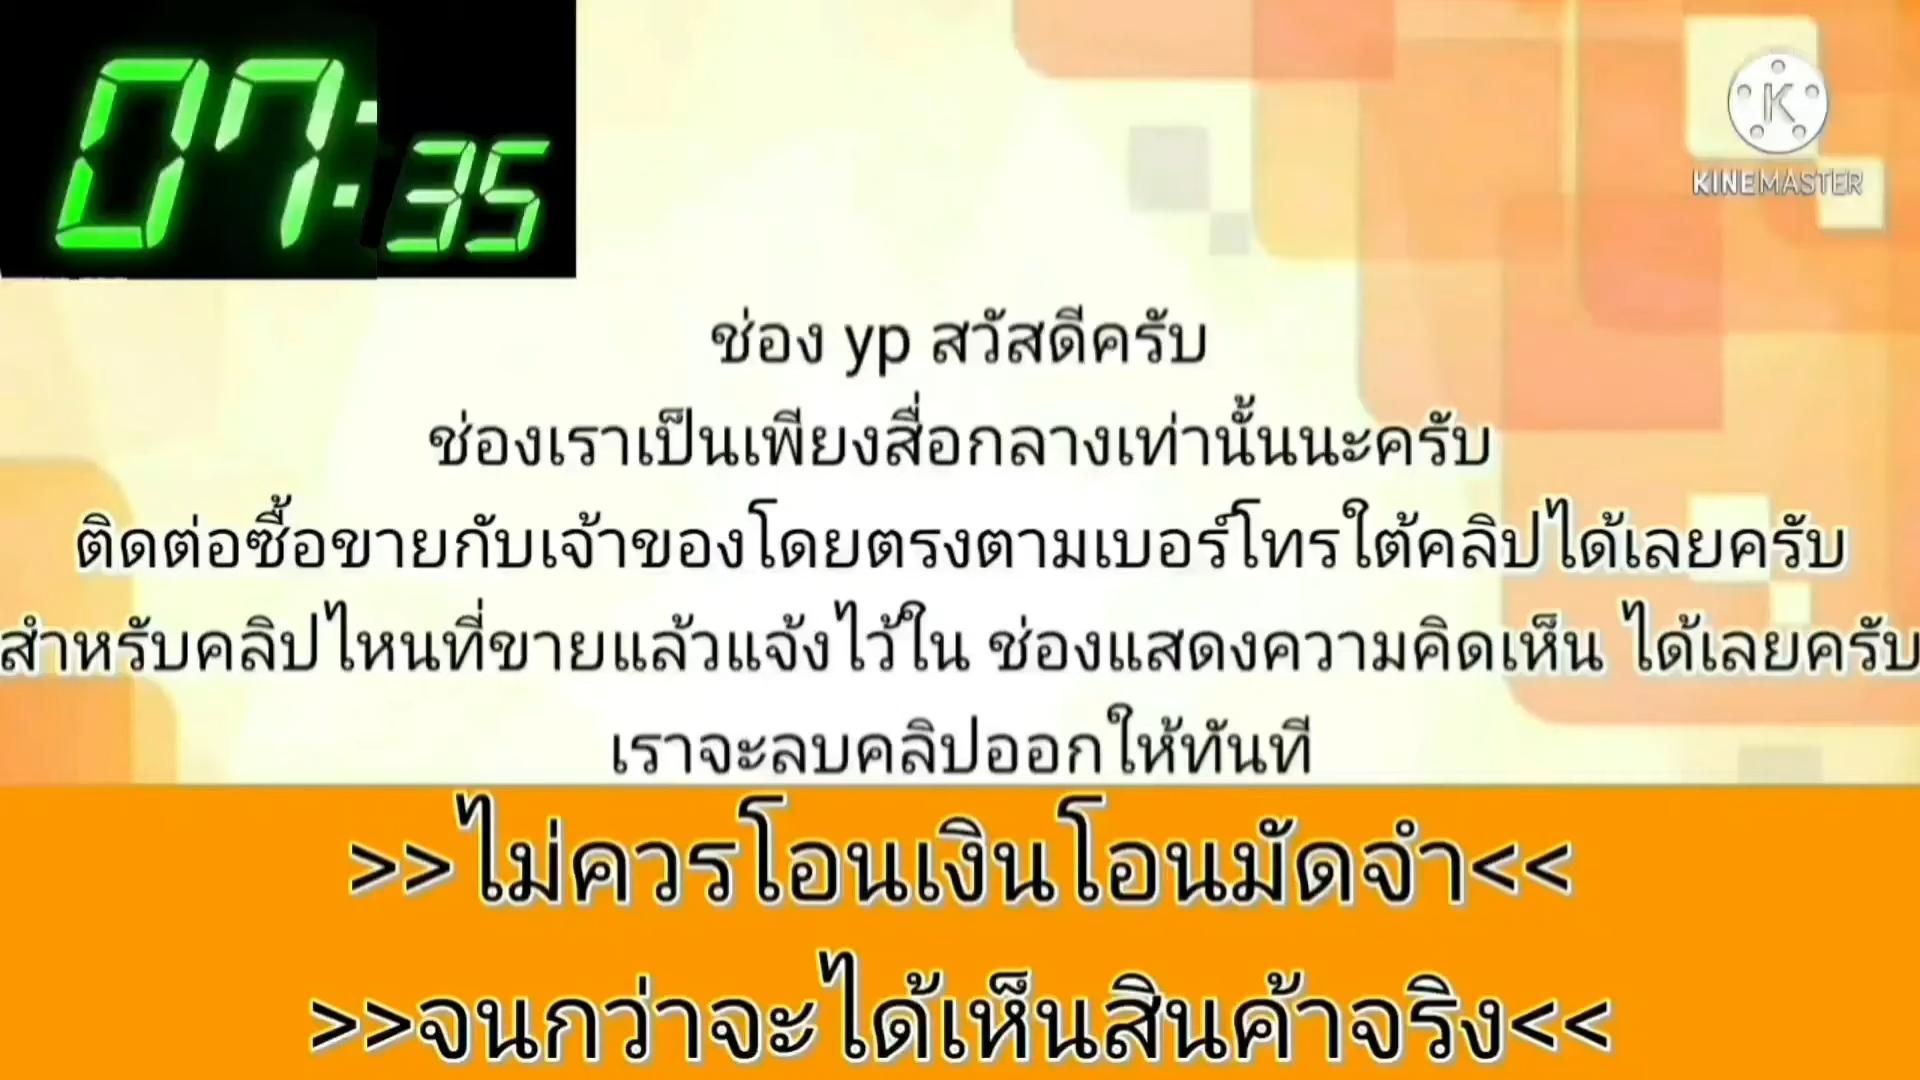 07:35
KINEMASTER
ช่อง yp สวัสดีครับ
ช่องเราเป็นเพียงสื่อกลางเท่านั้นนะครับ
ติดต่อซื้อขายกับเจ้าของโดยตรงตามเบอร์โทรใต้คลิปได้เลยครับ
สำหรับคลิปไหนที่ขายแล้วแจ้งไว้ใน ช่องแสดงความคิดเห็น ได้เลยครับ
เราจะลบคลิปออกให้ทันที
>>ไม่ควรโอนเงินโอนมัดจำ<<
>>จนกว่าจะได้เห็นสินค้าจริง<<